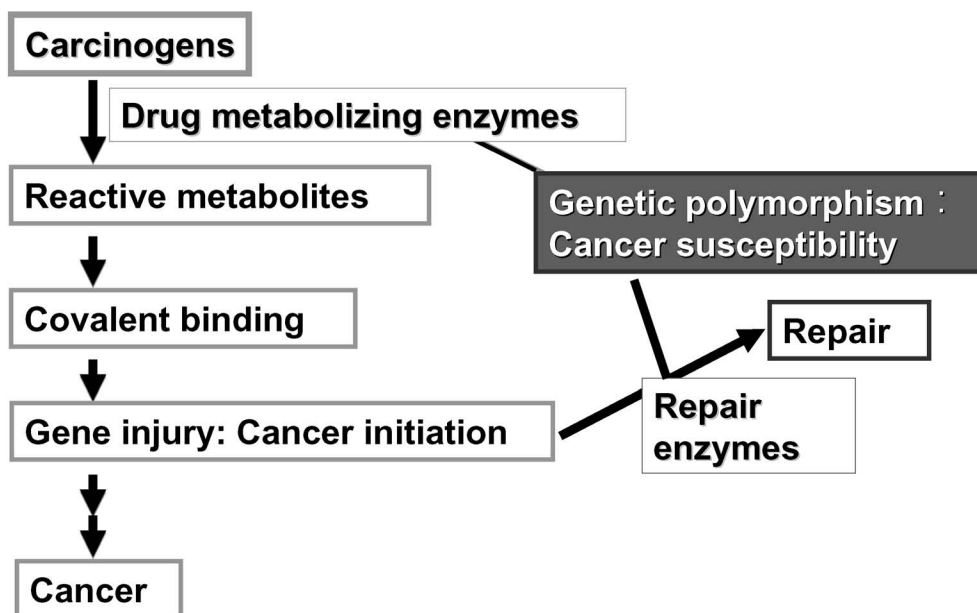 Carcinogens
Drug metabolizing enzymes
Reactive metabolites
Genetic polymorphism：
Cancer susceptibility
Covalent binding
Repair
Gene injury: Cancer initiation
Repair
enzymes
Cancer